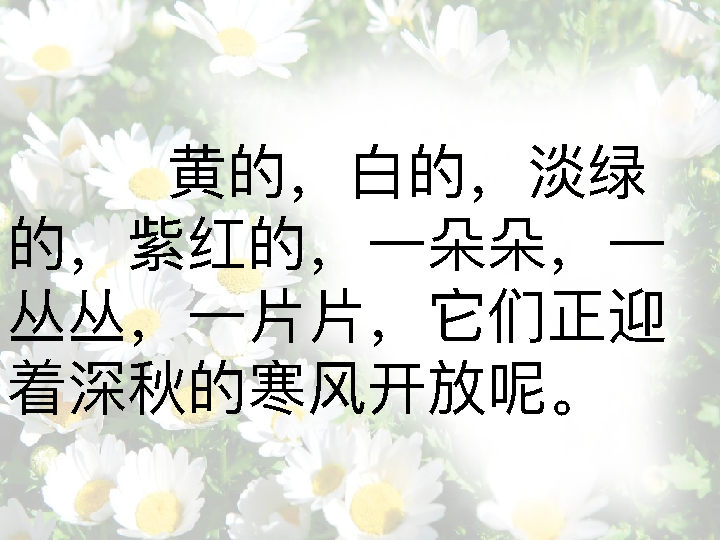 黄的，白的，淡绿
的，紫红的，一朵朵，一
丛丛，一片片，它们正迎
着深秋的寒风开放呢。